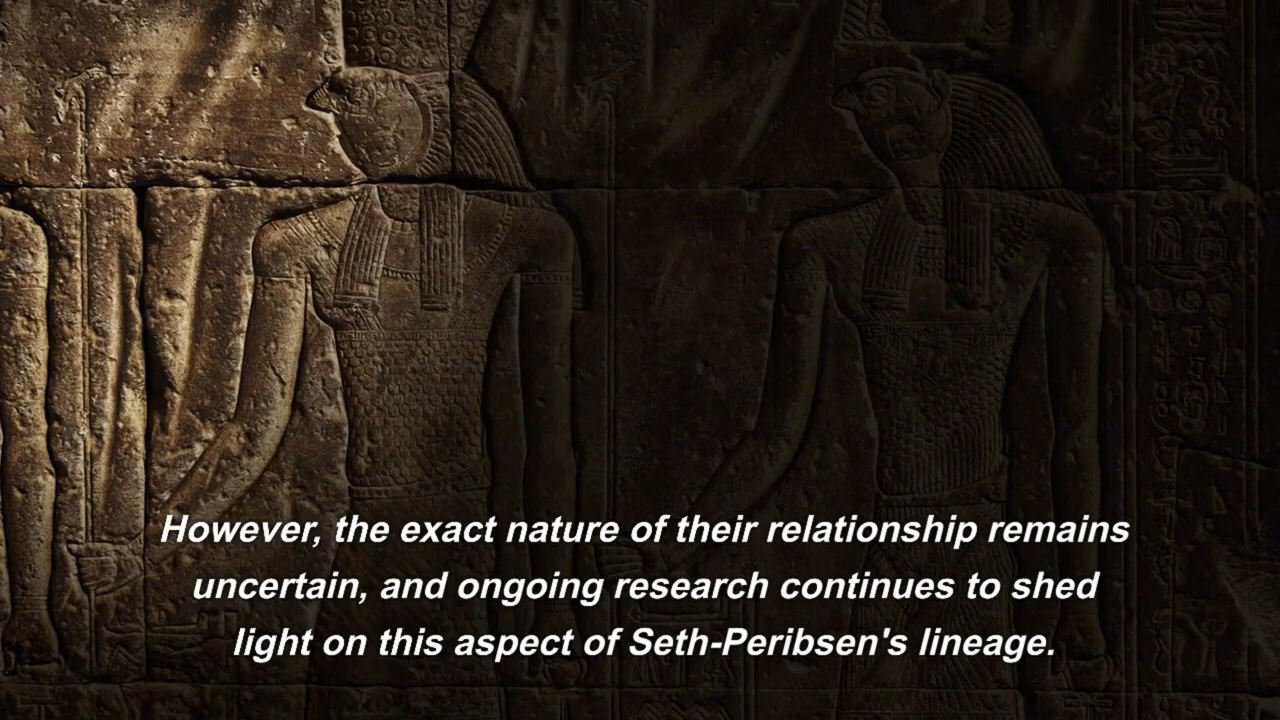 However, the exact nature of their relationship remains
uncertain, and ongoing research continues to shed
light on this aspect of Seth-Peribsen's lineage.